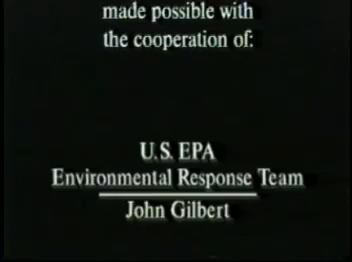 made possible with
the cooperation of:
U.S. EPA
Environmental Response Team
John Gilbert